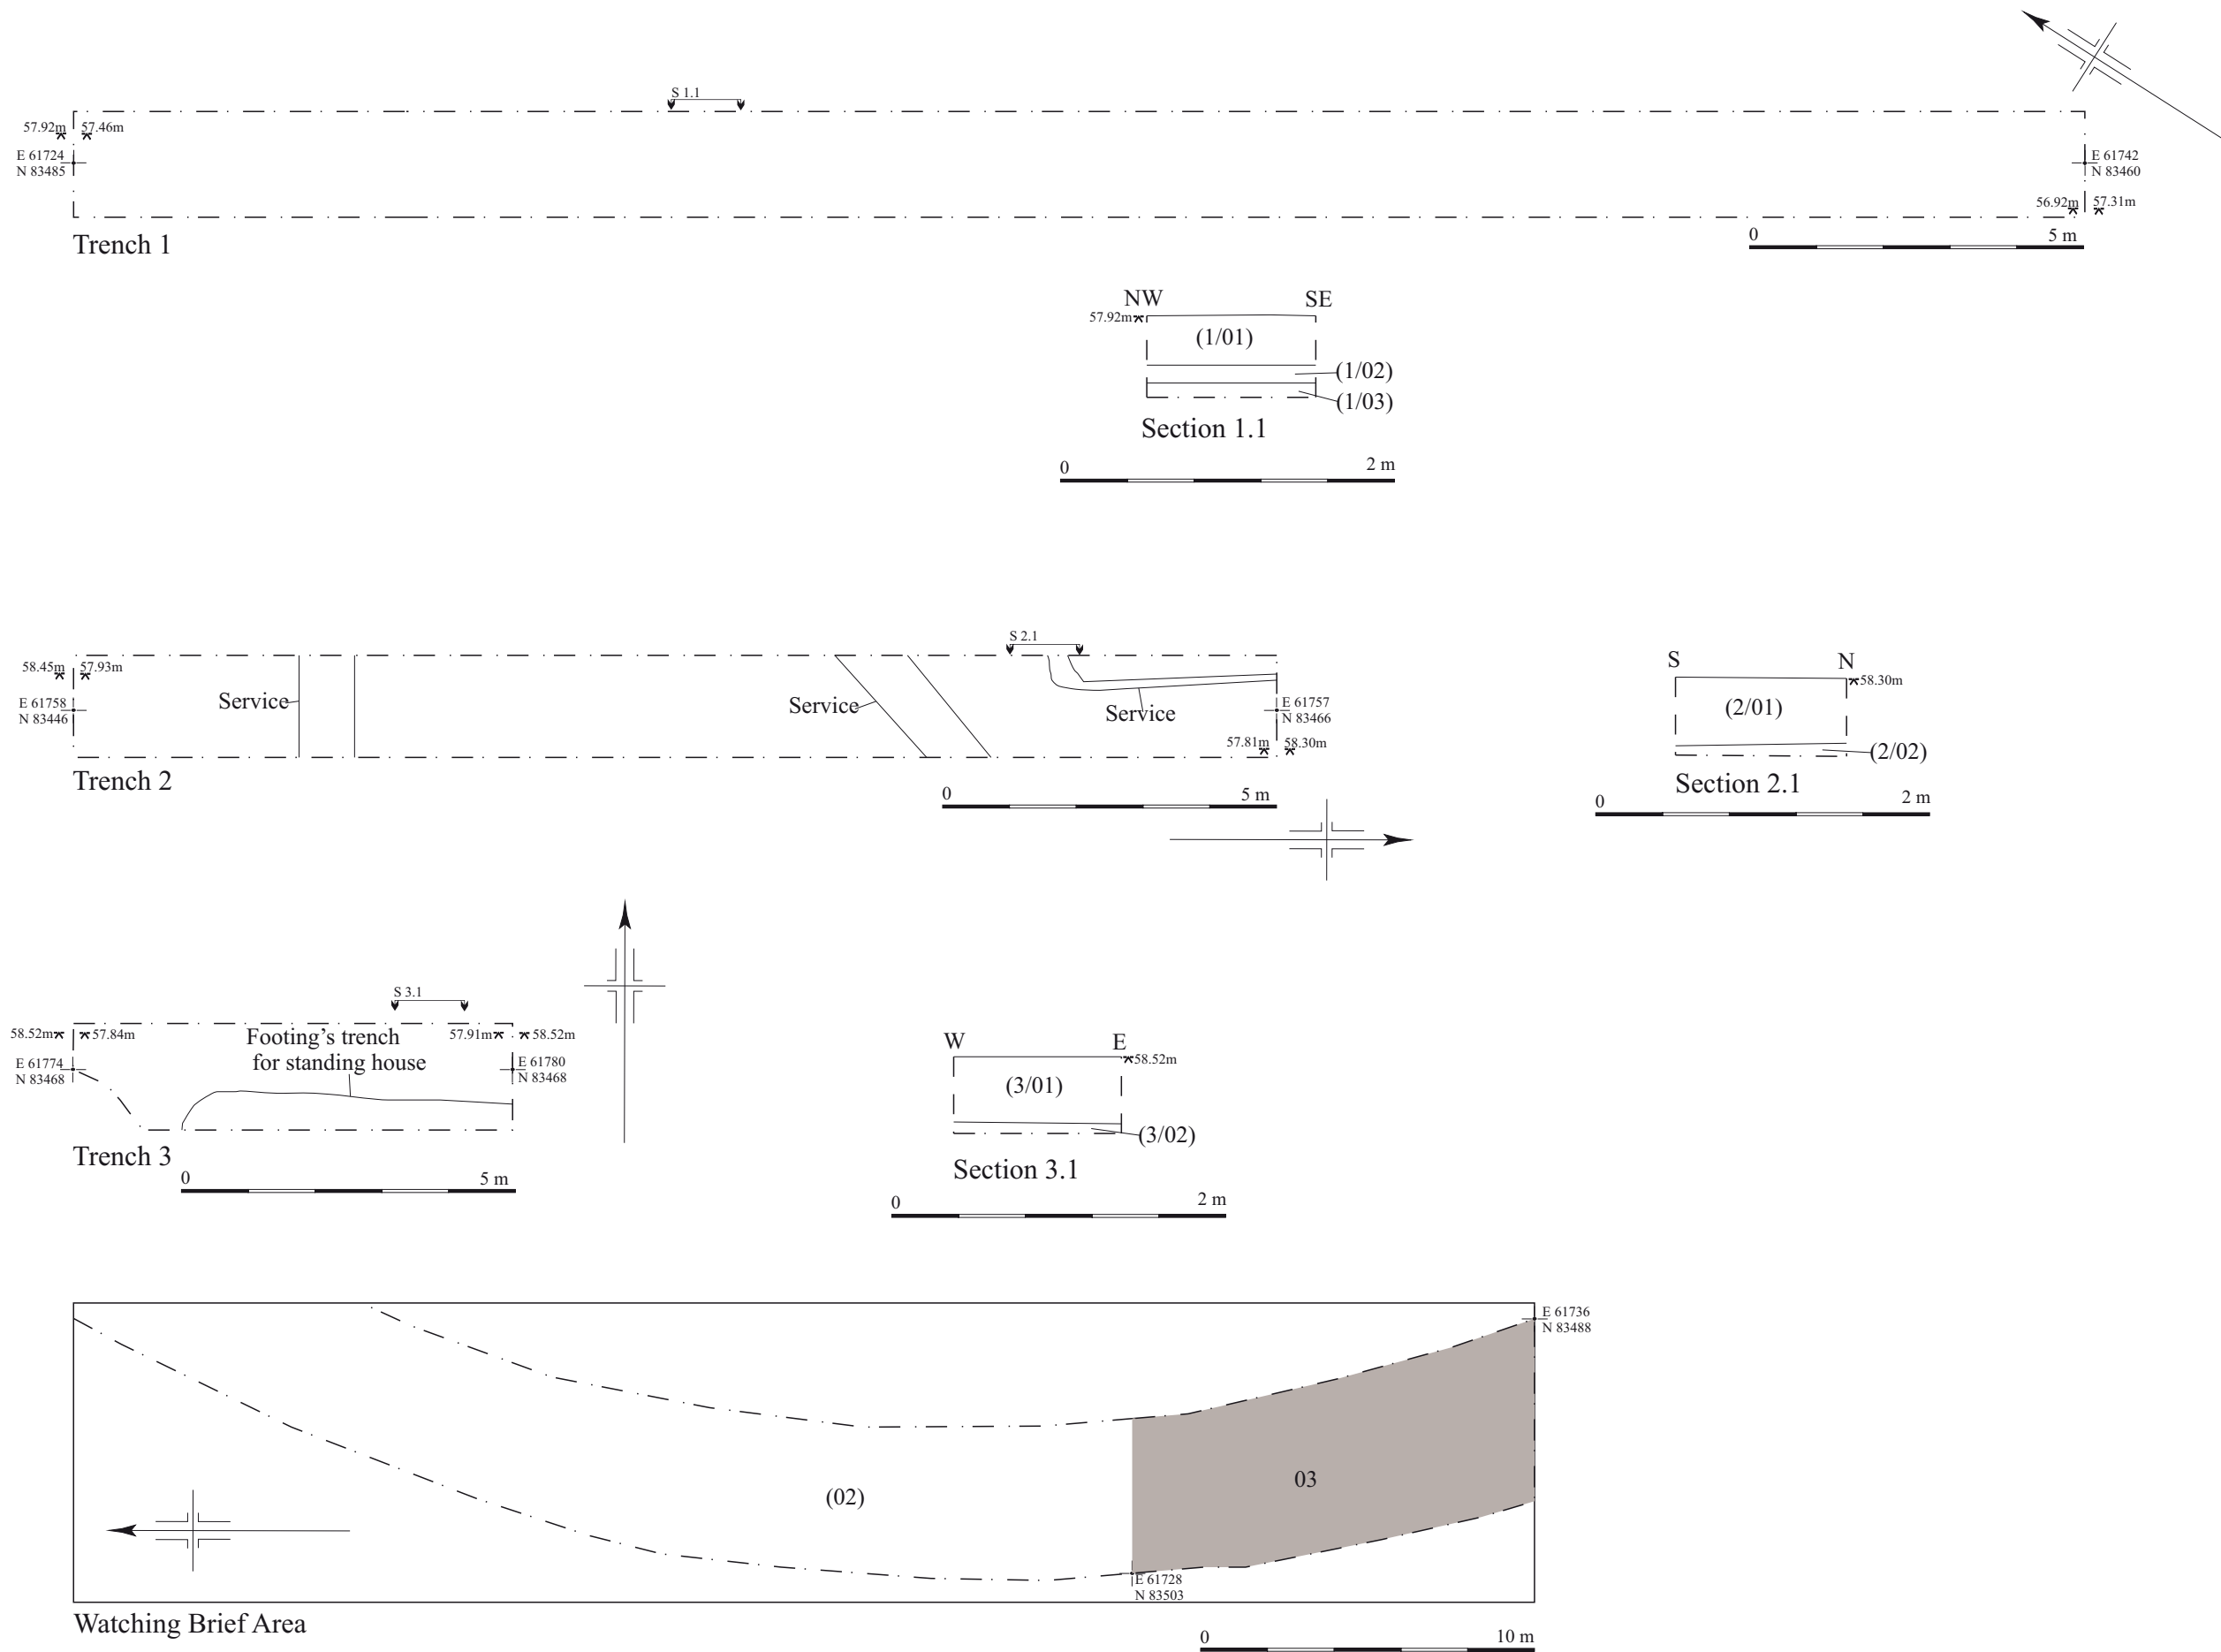 S 1.1
57.92m
57.46m
E 61724
N 83485
E 61742
N 83460
56.92m
57.31m
Trench 1
0
5 m
NW
SE
57.92m
(1/01)
(1/02)
(1/03)
Section 1.1
0
2 m
S 2.1
58.45m
57.93m
E 61758
N 83446
Service
Service
Service
E 61757
N 83466
57.81m
58.30m
Trench 2
0
5 m
S
N
58.30m
(2/01)
(2/02)
Section 2.1
0
2 m
S 3.1
58.52m
57.84m
Footing's trench
for standing house
57.91m
58.52m
E 61774
N 83468
E 61780
N 83468
Trench 3
0
5 m
W
E
58.52m
(3/01)
(3/02)
Section 3.1
0
2 m
E 61736
N 83488
03
(02)
E 61728
N 83503
Watching Brief Area
0
10 m